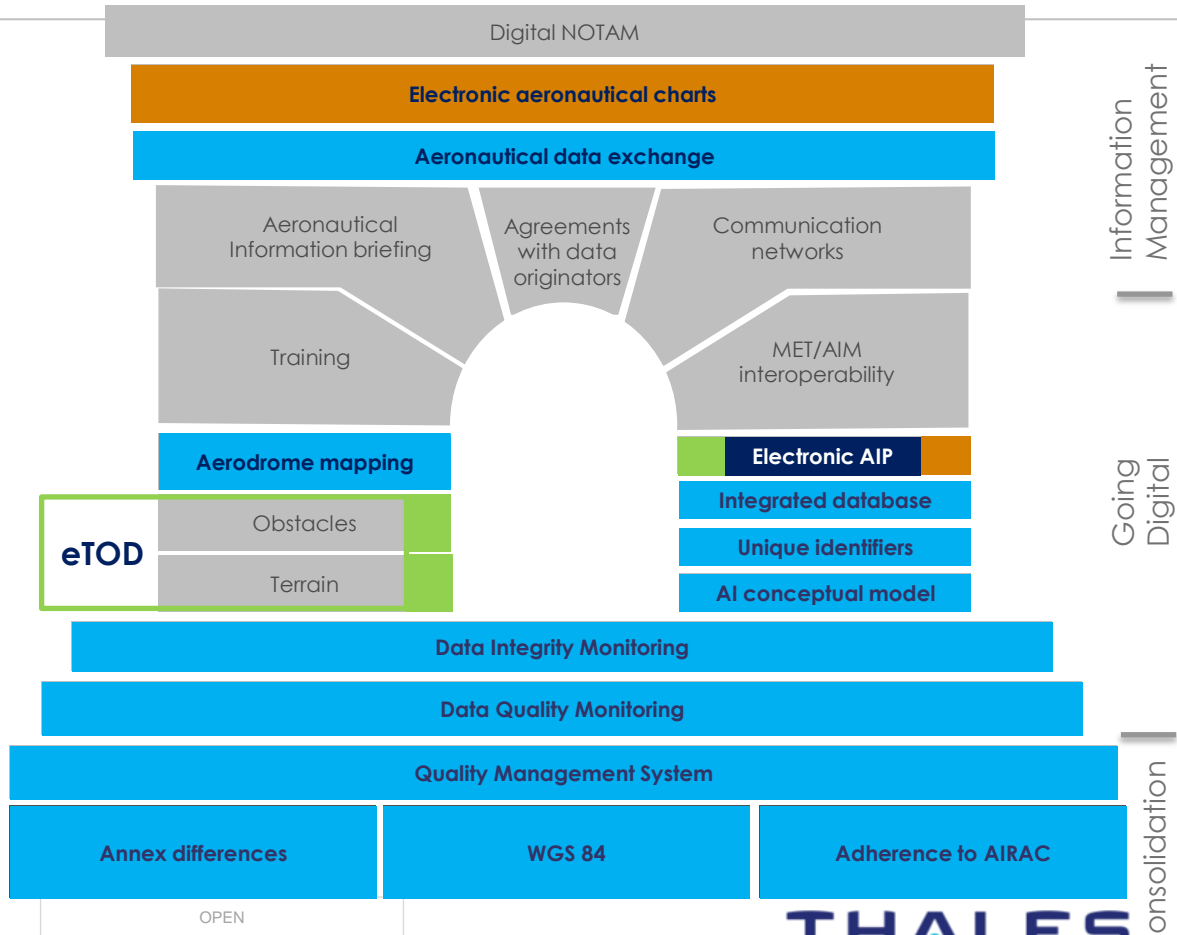 Digital NOTAM
Electronic aeronautical charts
Aeronautical data exchange
Aeronautical
Information briefing
Agreements
with data
originators
Communication
networks
Training
MET/AIM
interoperability
Aerodrome mapping
Electronic AIP
Obstacles
Integrated database
eTOD
Unique identifiers
Terrain
AI conceptual model
Data Integrity Monitoring
Data Quality Monitoring
Quality Management System
Annex differences
WGS 84
Adherence to AIRAC
Information
Management
Going
Digital
onsolidation
OPEN
THALES